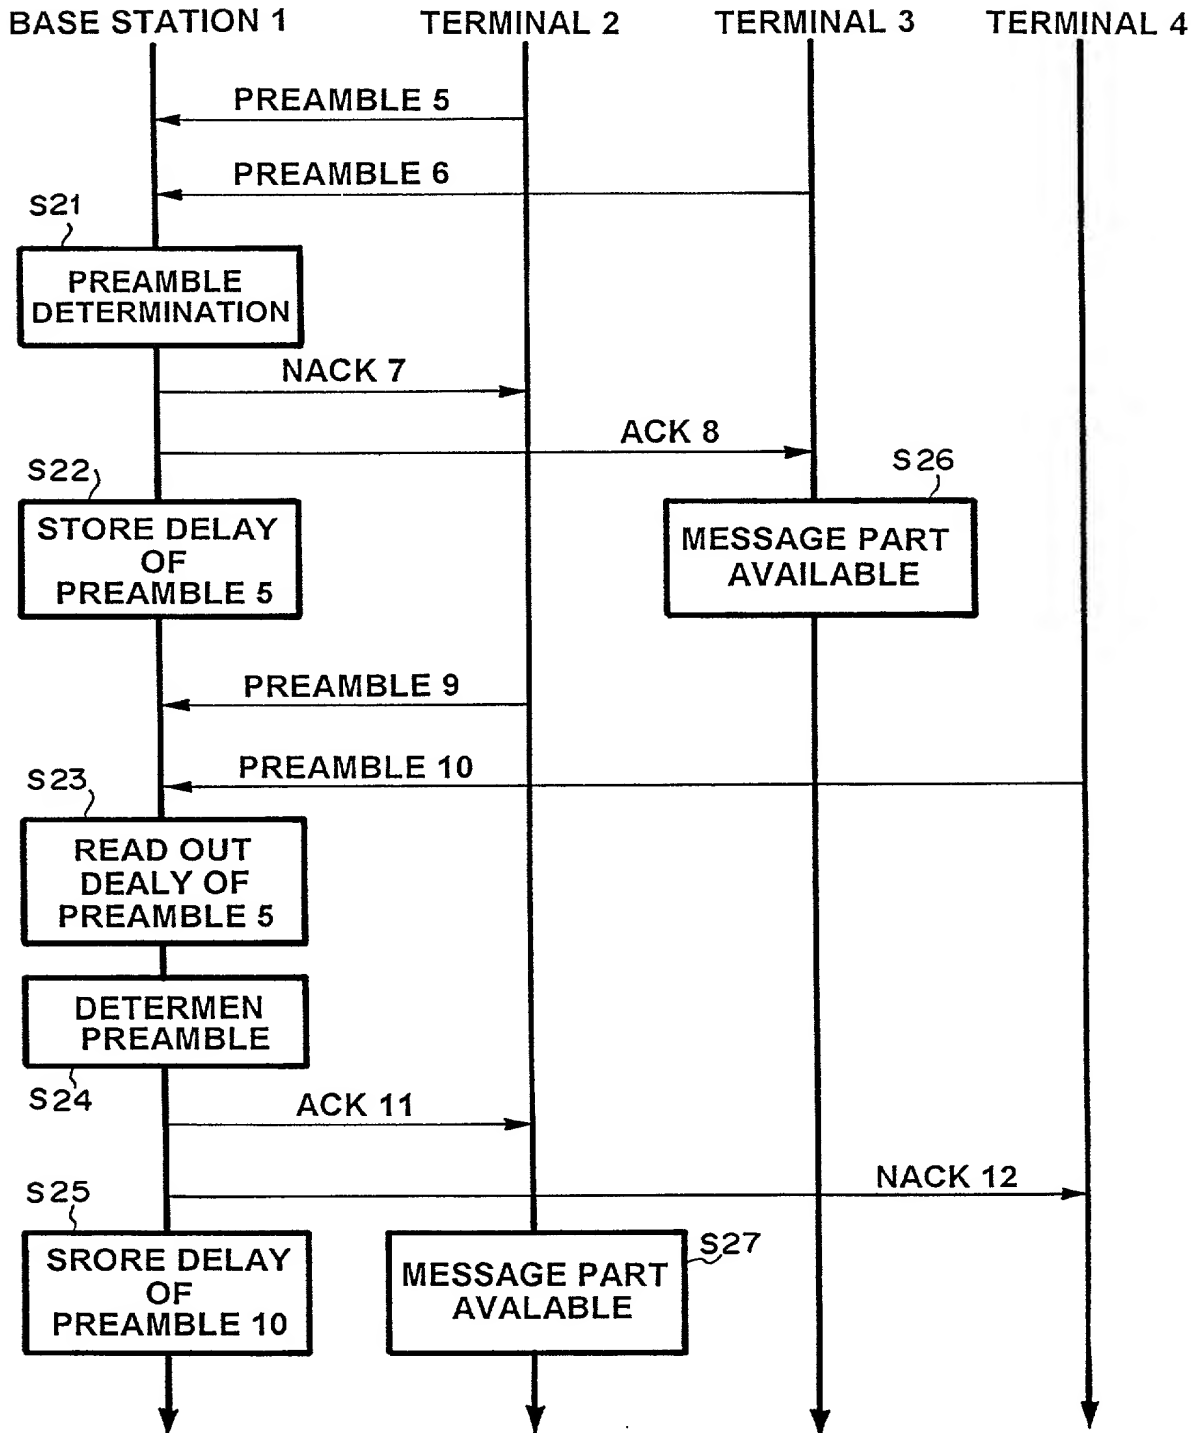 BASE STATION 1
TERMINAL 2
TERMINAL 3
TERMINAL 4
PREAMBLE 5
PREAMBLE 6
S21
PREAMBLE
DETERMINATION
NACK 7
ACK 8
S22
STORE DELAY
OF
PREAMBLE 5
S26
MESSAGE PART
AVAILABLE
PREAMBLE 9
PREAMBLE 10
S23
READ OUT
DEALY OF
PREAMBLE 5
DETERMEN
PREAMBLE
S24
ACK 11
NACK 12
S25
SRORE DELAY
OF
PREAMBLE 10
MESSAGE PART
AVALABLE
S27